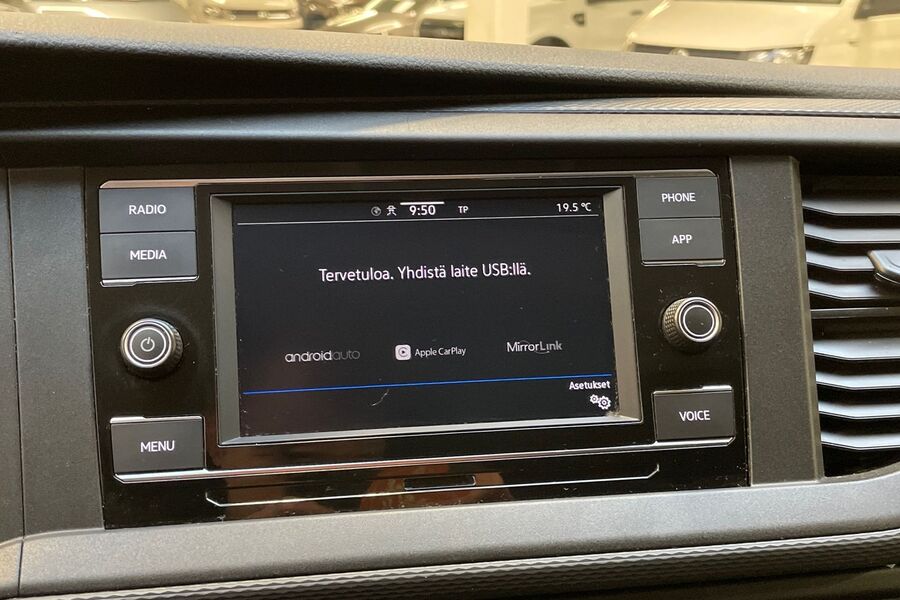 RADIO
MEDIA
MENU
9:50
TP
19.5 °C
Tervetuloa. Yhdistä laite USB:llä.
androidauto
Apple CarPlay
MirrorLink
Asetukset
PHONE
APP
VOICE